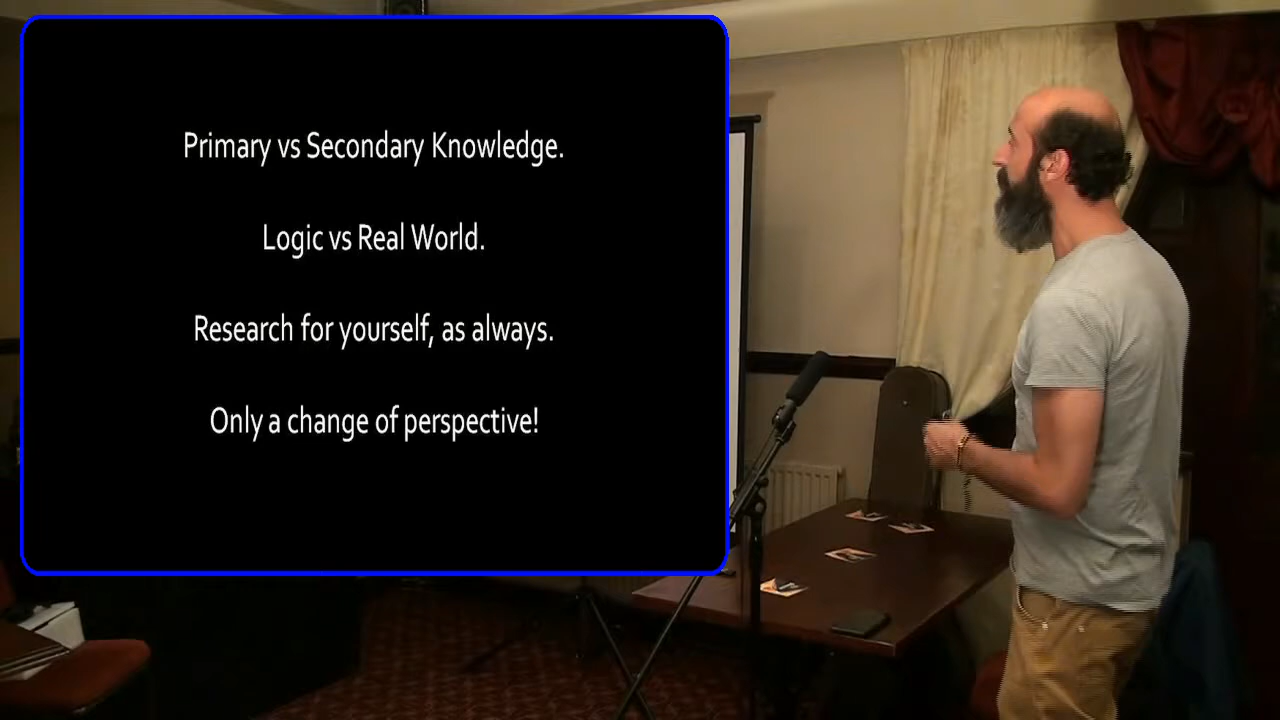 Primary vs Secondary Knowledge.
Logic vs Real World.
Research for yourself, as always.
Only a change of perspective!